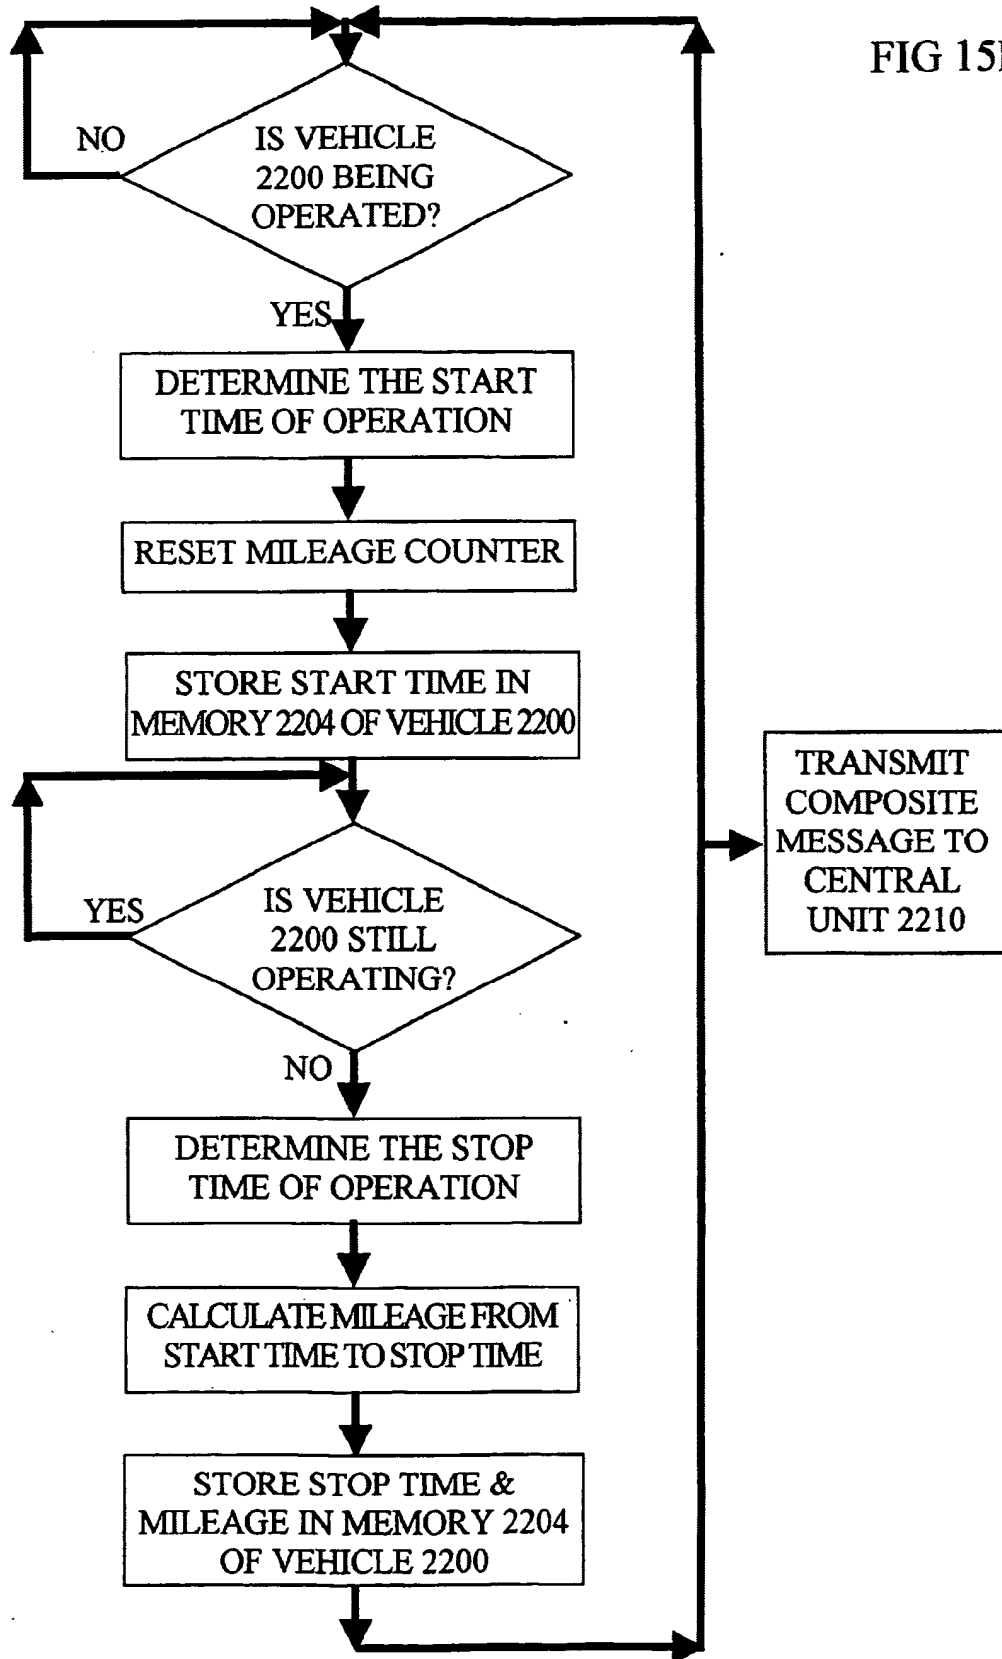 FIG 15
NO
IS VEHICLE
2200 BEING
OPERATED?
YES
DETERMINE THE START
TIME OF OPERATION
RESET MILEAGE COUNTER
STORE START TIME IN
MEMORY 2204 OF VEHICLE 2200
YES
IS VEHICLE
2200 STILL
OPERATING?
NO
DETERMINE THE STOP
TIME OF OPERATION
CALCULATE MILEAGE FROM
START TIME TO STOP TIME
STORE STOP TIME &
MILEAGE IN MEMORY 2204
OF VEHICLE 2200
TRANSMIT
COMPOSITE
MESSAGE TO
CENTRAL
UNIT 2210